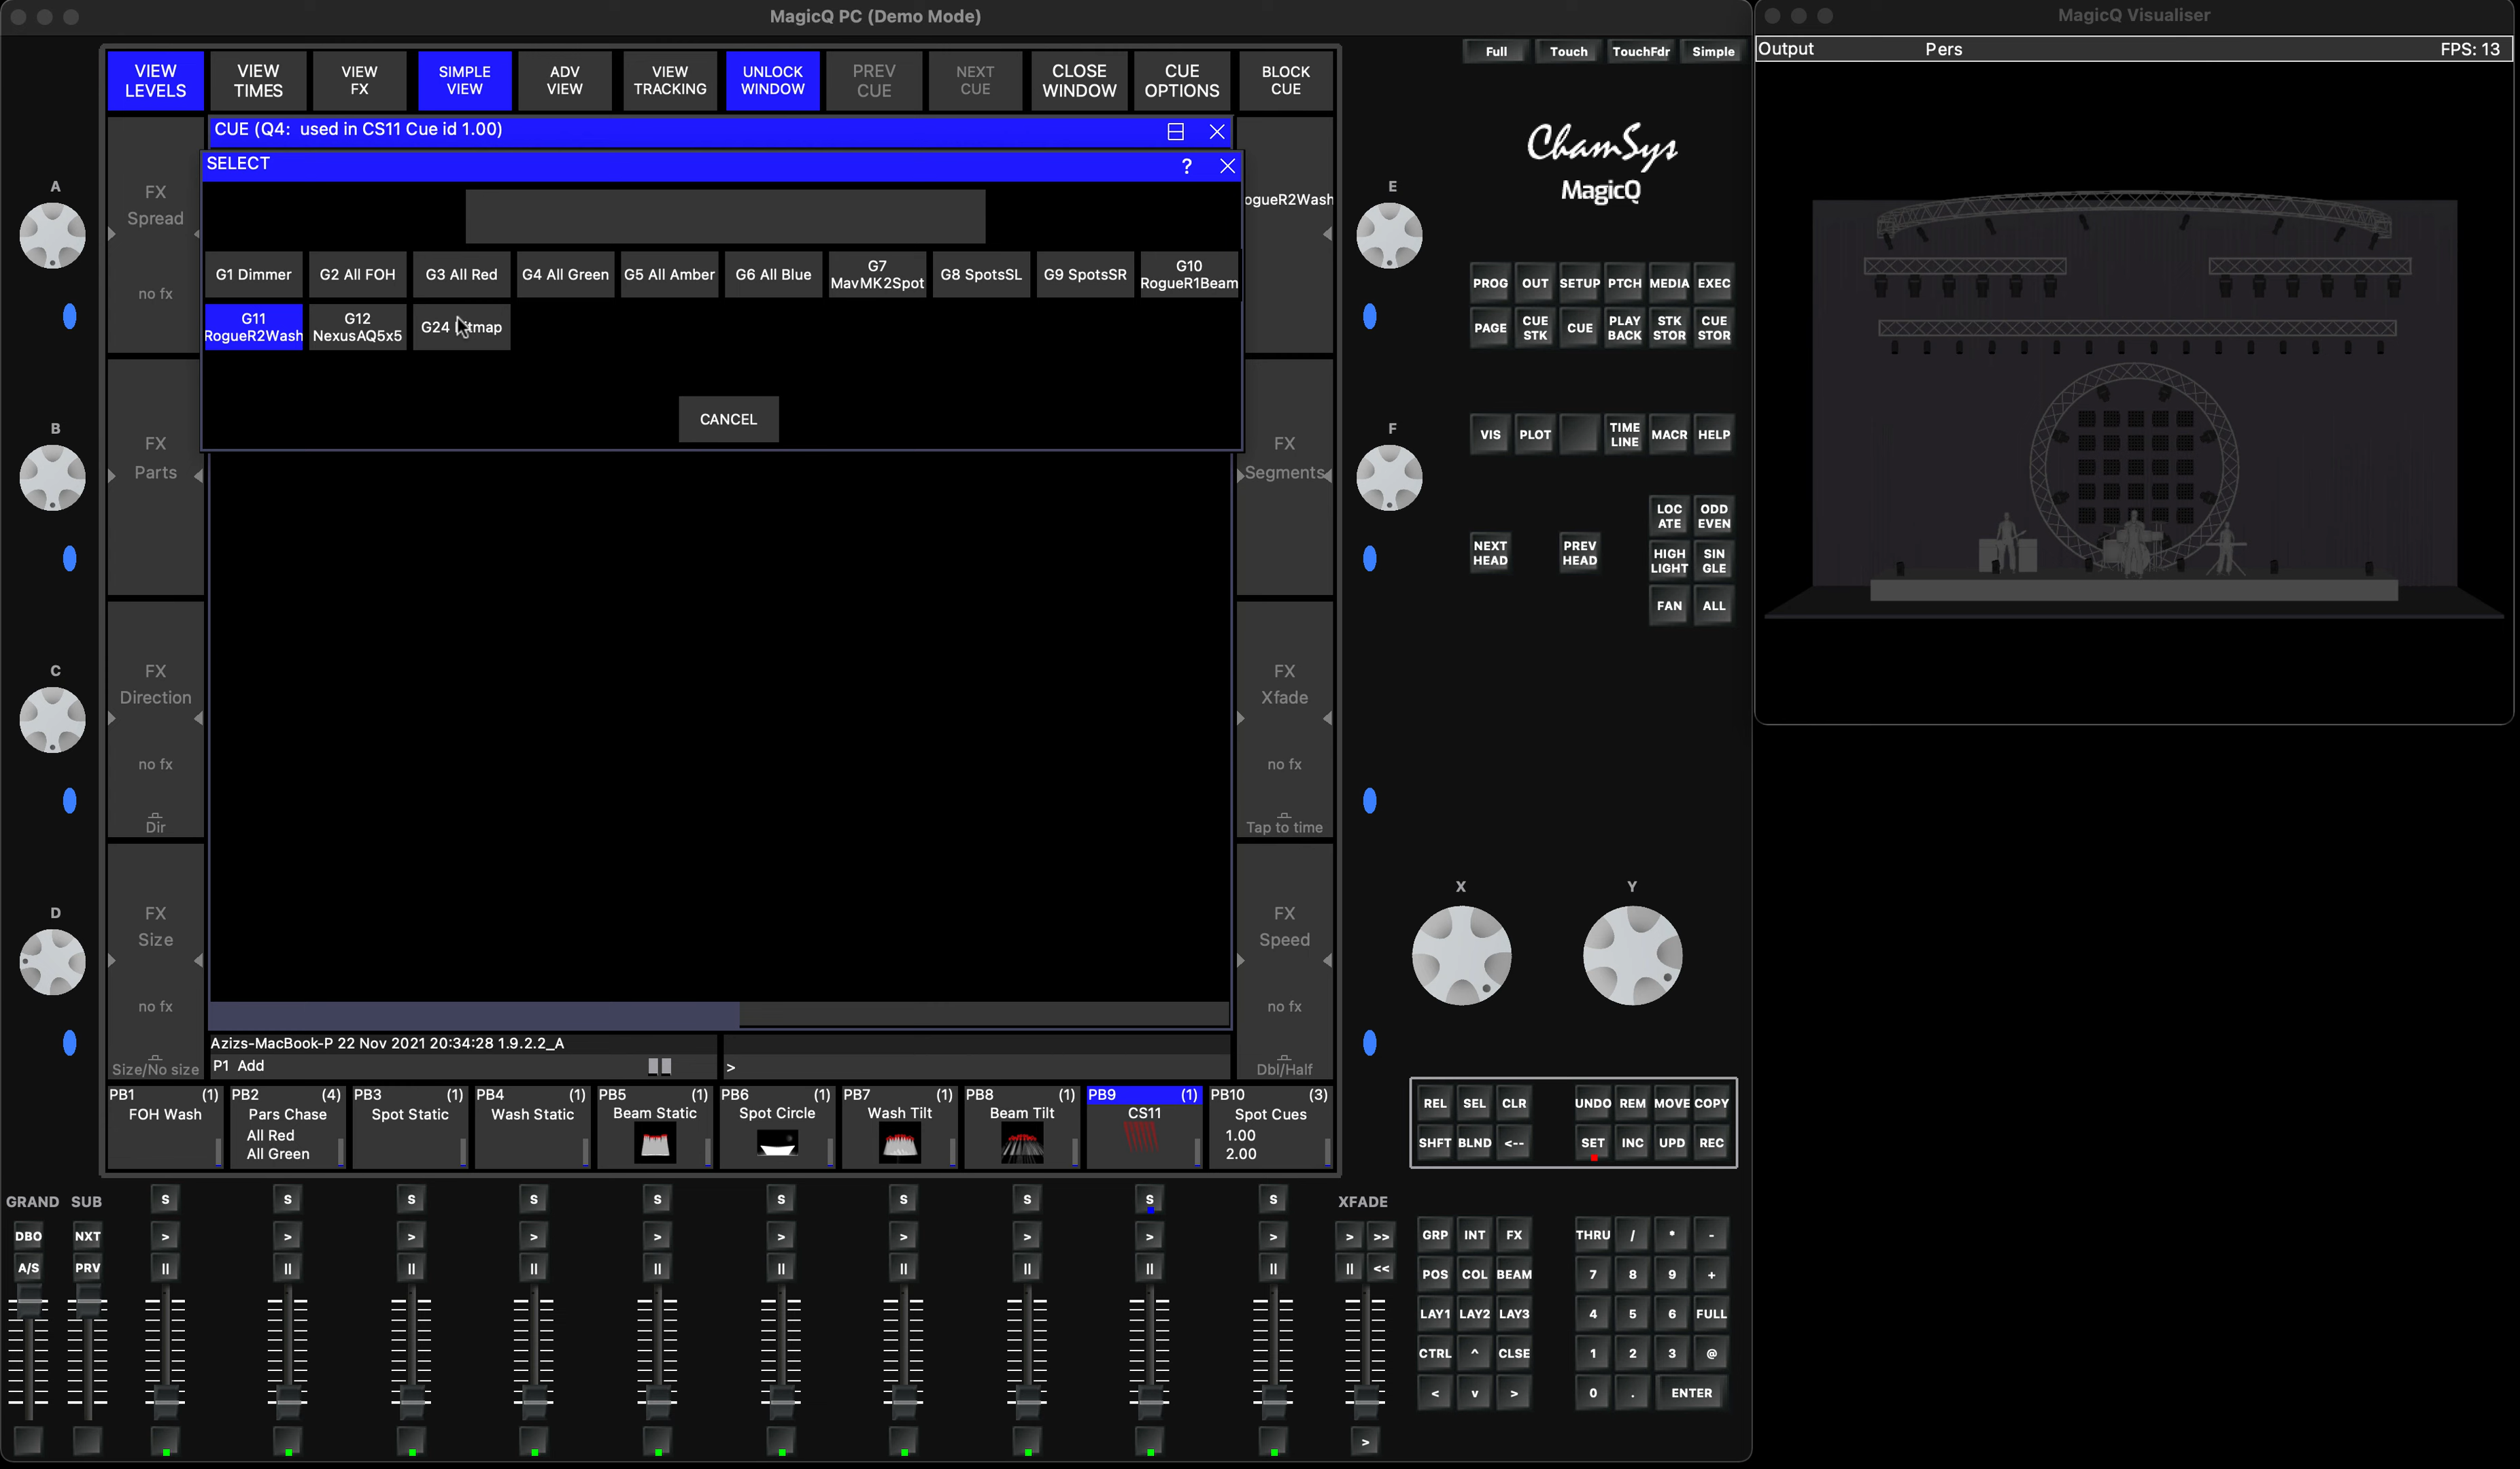 MagicQ PC (Demo Mode)
MagicQ Visualiser
Output Pers FPS: 13
Full Touch TouchFdr Simple
VIEW LEVELS
VIEW TIMES
VIEW FX
SIMPLE VIEW
ADV VIEW
VIEW TRACKING
UNLOCK WINDOW
PREV CUE
NEXT CUE
CLOSE WINDOW
CUE OPTIONS
BLOCK CUE
CUE (Q4: used in CS11 Cue id 1.00)
SELECT ?
G1 Dimmer
G2 All FOH
G3 All Red
G4 All Green
G5 All Amber
G6 All Blue
G7 MavMK2Spot
G8 SpotsSL
G9 SpotsSR
G10 RogueR1Beam
G11 RogueR2Wash
G12 NexusAQ5x5
CANCEL
A
B
C
D
FX
Spread
no fx
FX
Parts
FX
Direction
no fx
Dir
FX
Size
no fx
Size/No size
ogueR2Wash
FX
Segments
FX
Xfade
no fx
Tap to time
FX
Speed
no fx
Dbl/Half
E
F
X Y
ChamSys
MagicQ
PROG OUT SETUP PTCH MEDIA EXEC
PAGE CUE STK CUE PLAY BACK STK STOR CUE STOR
VIS PLOT TIME LINE MACR HELP
LOC ATE ODD EVEN
NEXT HEAD PREV HEAD HIGH LIGHT SIN GLE
FAN ALL
Azizs-MacBook-P 22 Nov 2021 20:34:28 1.9.2.2_A
P1 Add
>
PB1 (1)
FOH Wash
PB2 (4)
Pars Chase
All Red
All Green
PB3 (1)
Spot Static
PB4 (1)
Wash Static
PB5 (1)
Beam Static
PB6 (1)
Spot Circle
PB7 (1)
Wash Tilt
PB8 (1)
Beam Tilt
PB9 (1)
CS11
PB10 (3)
Spot Cues
1.00
2.00
REL SEL CLR UNDO REM MOVE COPY
SHFT BLND <-- SET INC UPD REC
GRAND SUB S S S S S S S S S S XFADE
DBO NXT > > > > > > > > > > > >>
A/S PRV II II II II II II II II II II II <<
>
GRP INT FX THRU / * -
POS COL BEAM 7 8 9 +
LAY1 LAY2 LAY3 4 5 6 FULL
CTRL ^ CLSE 1 2 3 @
< v > 0 . ENTER